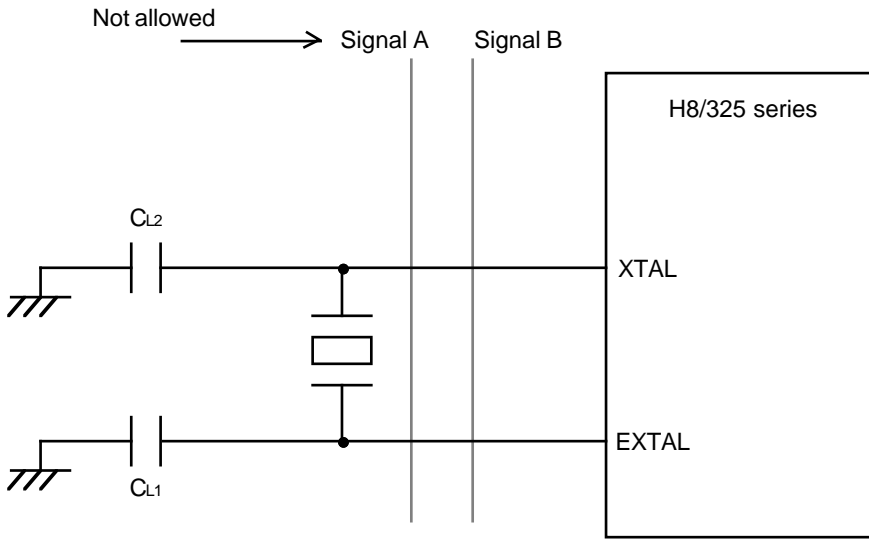 Not allowed
Signal A
Signal B
H8/325 series
CL2
XTAL
EXTAL
CL1